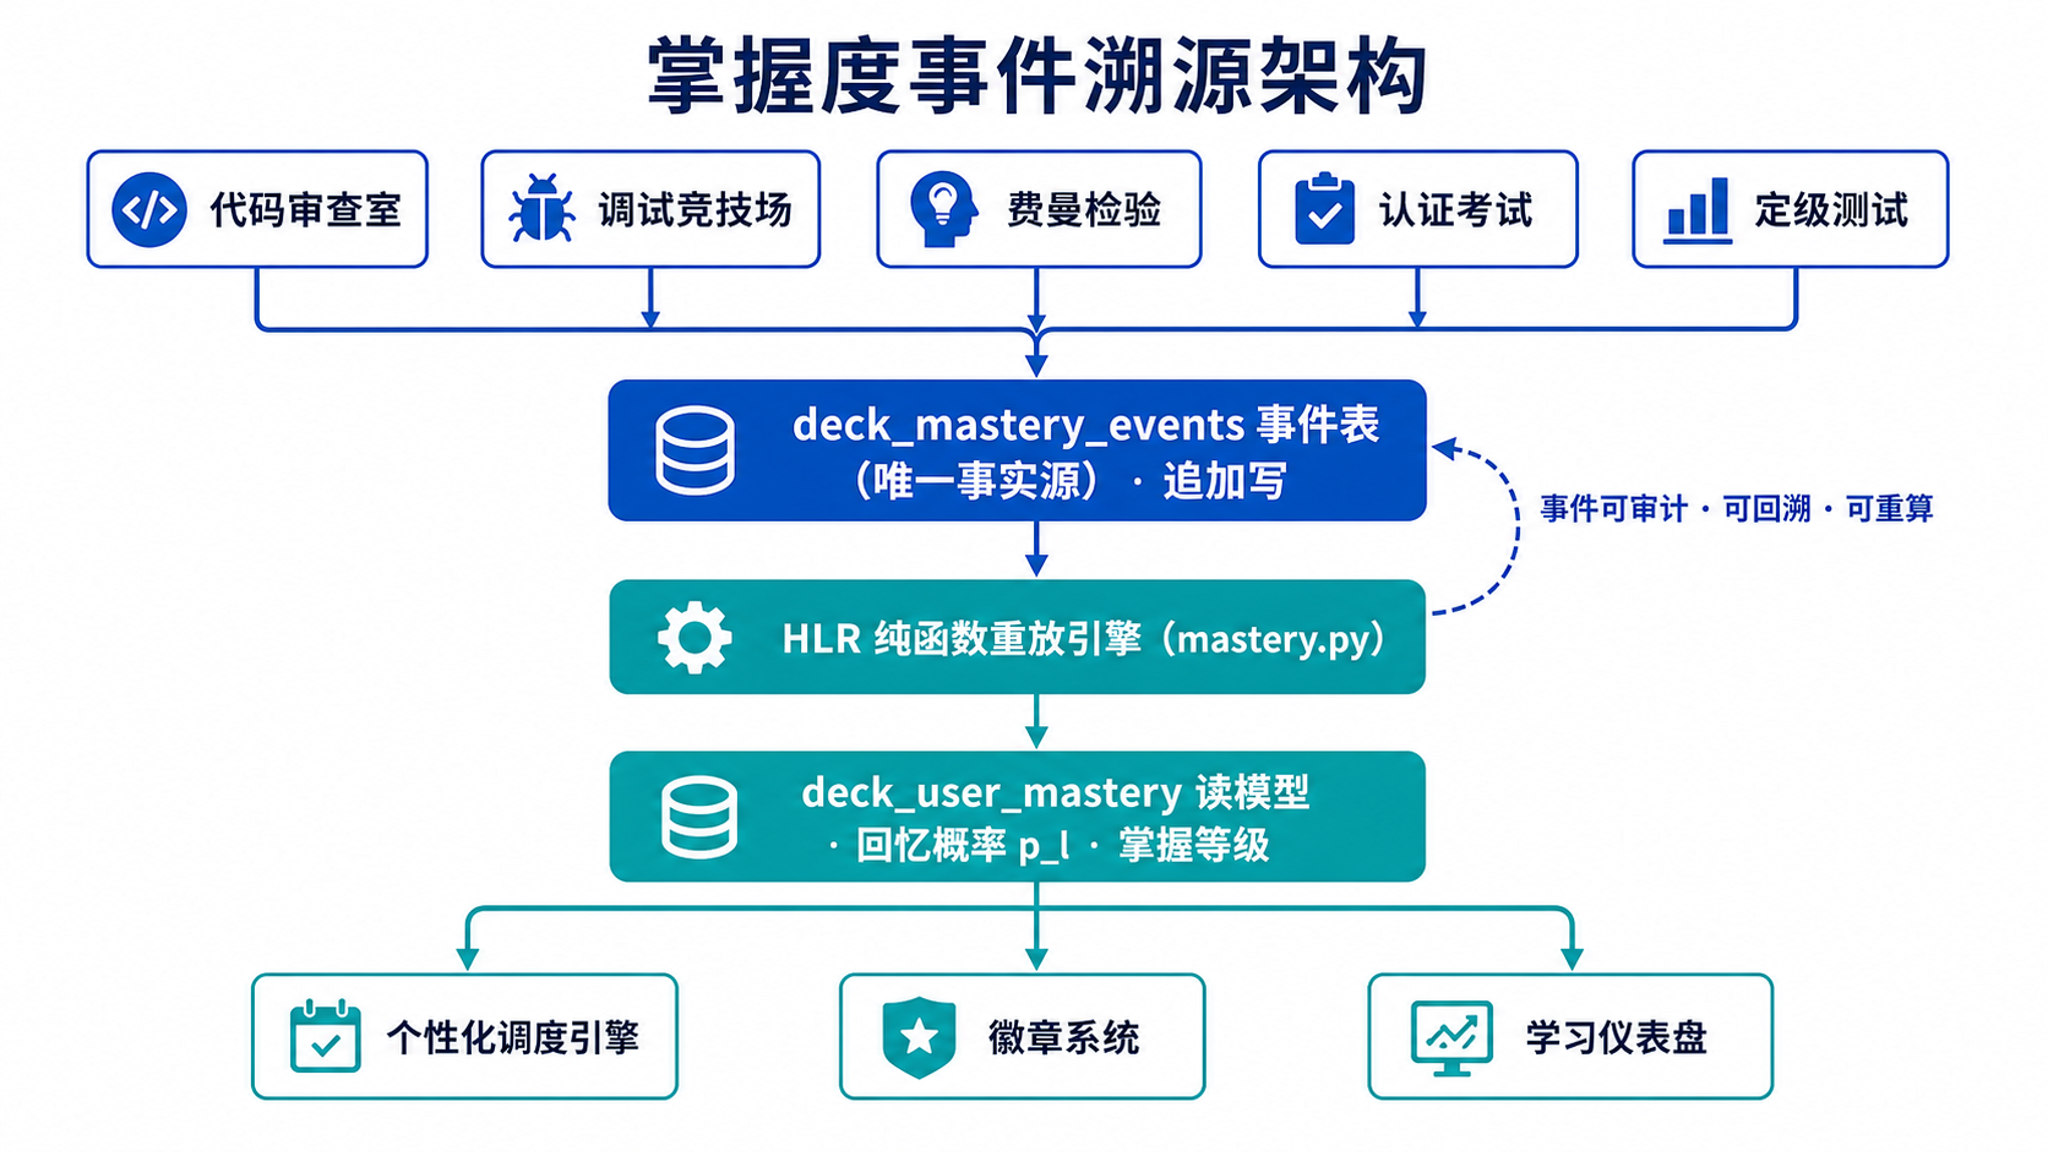 掌握度事件溯源架构
代码审查室
调试竞技场
费曼检验
认证考试
定级测试
deck_mastery_events 事件表
（唯一事实源） · 追加写
事件可审计 · 可回溯 · 可重算
HLR 纯函数重放引擎（mastery.py）
deck_user_mastery 读模型
· 回忆概率 p_l · 掌握等级
个性化调度引擎
徽章系统
学习仪表盘